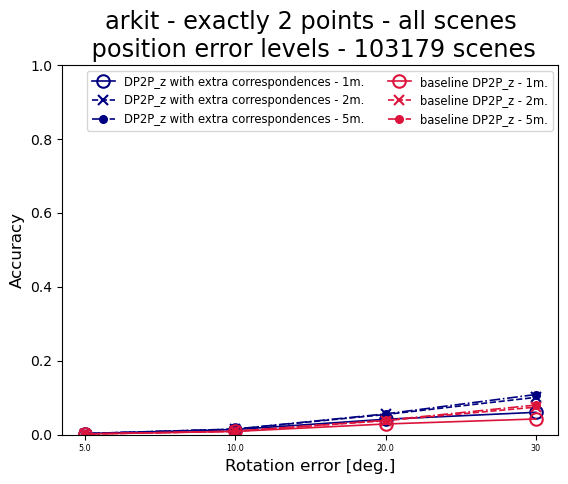 arkit - exactly 2 points - all scenes
position error levels - 103179 scenes
DP2P_z with extra correspondences - 1m.
DP2P_z with extra correspondences - 2m.
DP2P_z with extra correspondences - 5m.
baseline DP2P_z - 1m.
baseline DP2P_z - 2m.
baseline DP2P_z - 5m.
Accuracy
1.0
0.8
0.6
0.4
0.2
0.0
5.0 10.0 20.0 30
Rotation error [deg.]